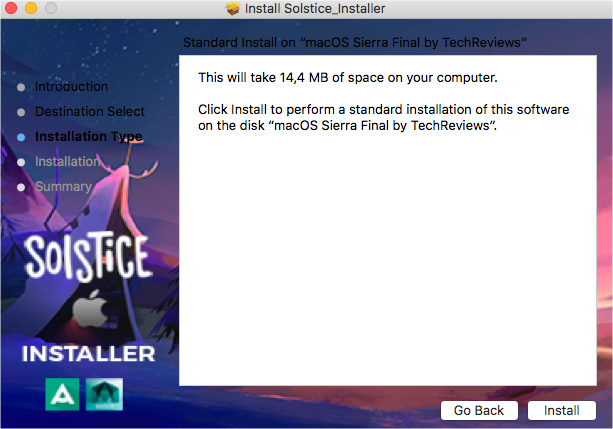 Install Solstice_Installer
Standard Install on “macOS Sierra Final by TechReviews”
Introduction
Destination Select
Installation Type
Installation
Summary
This will take 14,4 MB of space on your computer.
Click Install to perform a standard installation of this software
on the disk “macOS Sierra Final by TechReviews”.
SOLSTiCE
INSTALLER
Go Back
Install